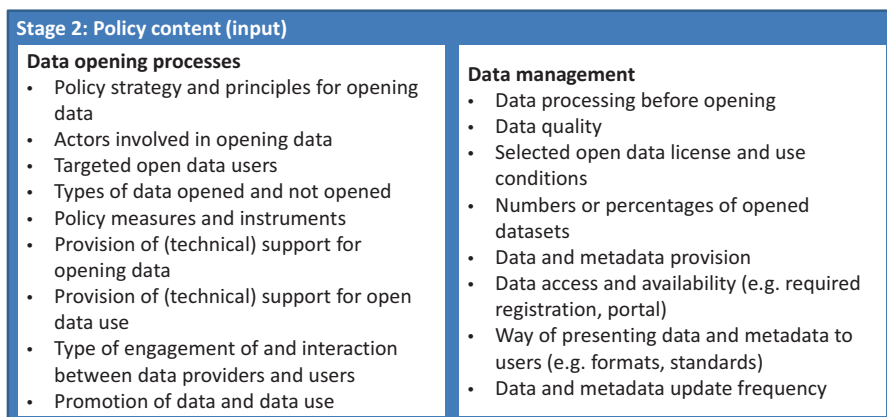 Stage 2: Policy content (input)
Data opening processes
• Policy strategy and principles for opening
data
• Actors involved in opening data
• Targeted open data users
• Types of data opened and not opened
• Policy measures and instruments
• Provision of (technical) support for
opening data
• Provision of (technical) support for open
data use
• Type of engagement of and interaction
between data providers and users
• Promotion of data and data use
Data management
• Data processing before opening
• Data quality
• Selected open data license and use
conditions
• Numbers or percentages of opened
datasets
• Data and metadata provision
• Data access and availability (e.g. required
registration, portal)
• Way of presenting data and metadata to
users (e.g. formats, standards)
• Data and metadata update frequency